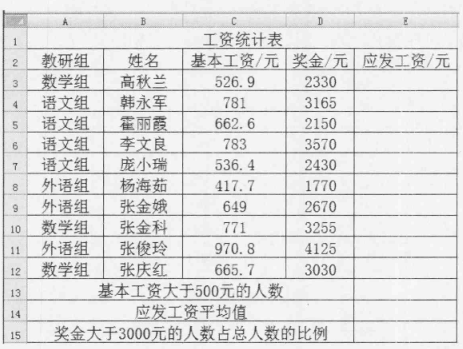 A B C D E
1 工资统计表
2 教研组 姓名 基本工资/元 奖金/元 应发工资/元
3 数学组 高秋兰 526.9 2330
4 语文组 韩永军 781 3165
5 语文组 霍丽霞 662.6 2150
6 语文组 李文良 783 3570
7 语文组 庞小瑞 536.4 2430
8 外语组 杨海茹 417.7 1770
9 外语组 张金娥 649 2670
10 数学组 张金科 771 3255
11 外语组 张俊玲 970.8 4125
12 数学组 张庆红 665.7 3030
13 基本工资大于500元的人数
14 应发工资平均值
15 奖金大于3000元的人数占总人数的比例